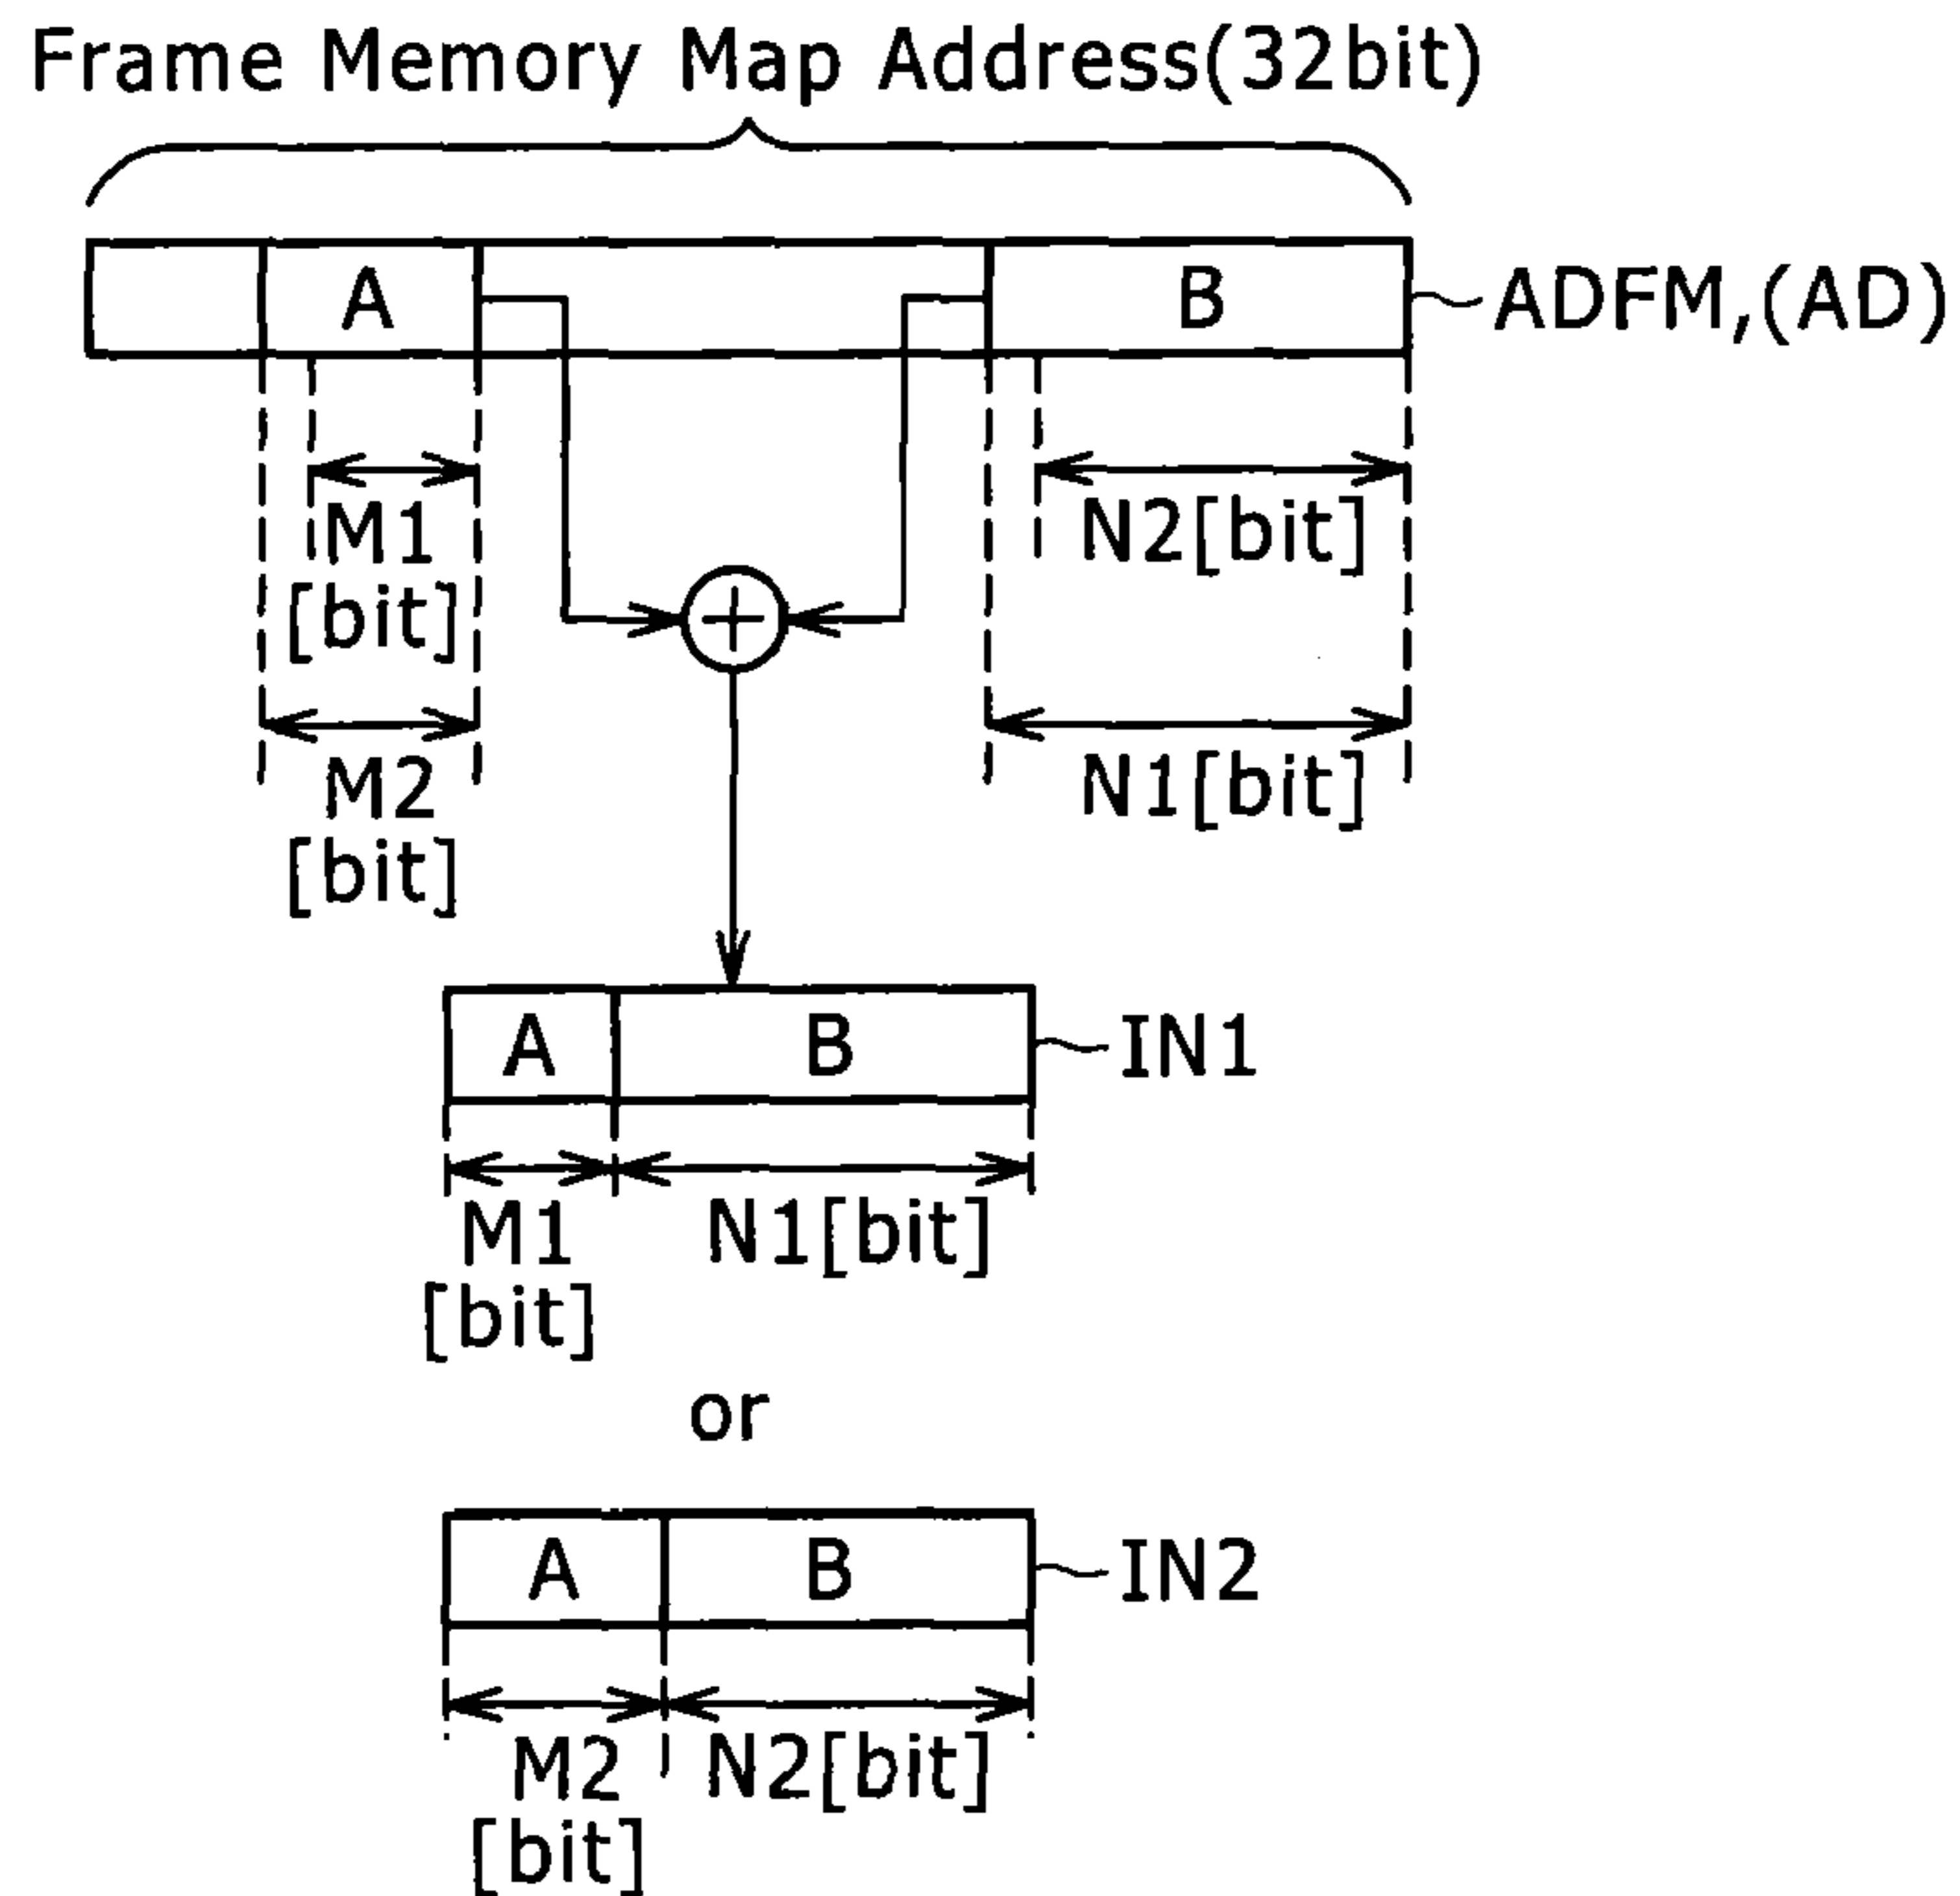 Frame Memory Map Address(32bit)
A B ADFM,(AD)
M1
[bit]
N2[bit]
M2
[bit]
N1[bit]
A B IN1
M1
[bit]
N1[bit]
or
A B IN2
M2
[bit]
N2[bit]